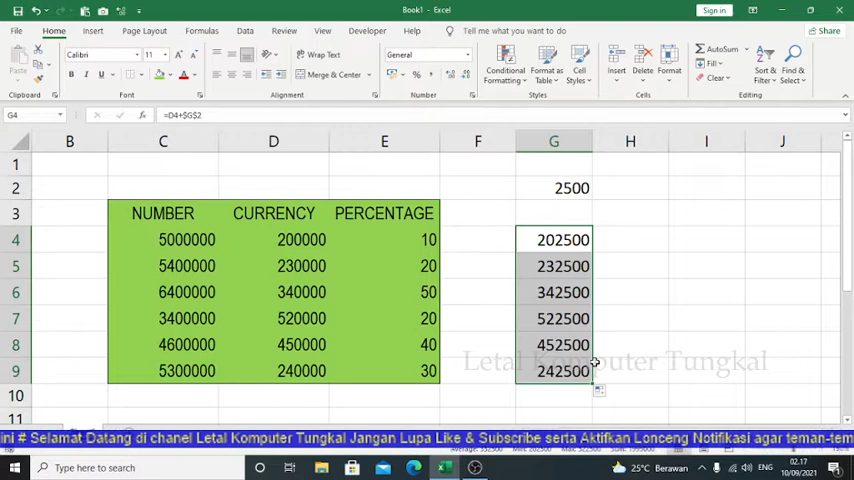 Book1 - Excel
Sign in
File Home Insert Draw Page Layout Formulas Data Review View Developer Help Tell me what you want to do Share
Paste Calibri 11 Wrap Text General Conditional Formatting Format as Table Cell Styles Insert Delete Format AutoSum Fill Clear Sort & Filter Find & Select
B I U Merge & Center
Clipboard Font Alignment Number Styles Cells Editing
G4 fx =D4+$G$2
B C D E F G H I J
1
2 2500
3 NUMBER CURRENCY PERCENTAGE
4 5000000 200000 10 202500
5 5400000 230000 20 232500
6 6400000 340000 50 342500
7 3400000 520000 20 522500
8 4600000 450000 40 452500
Letal Komputer Tungkal
9 5300000 240000 30 242500
10
11
ini # Selamat Datang di chanel Letal Komputer Tungkal Jangan Lupa Like & Subscribe serta Aktifkan Lonceng Notifikasi agar teman-tem
Type here to search
25°C Berawan ENG 02.17
10/09/2021